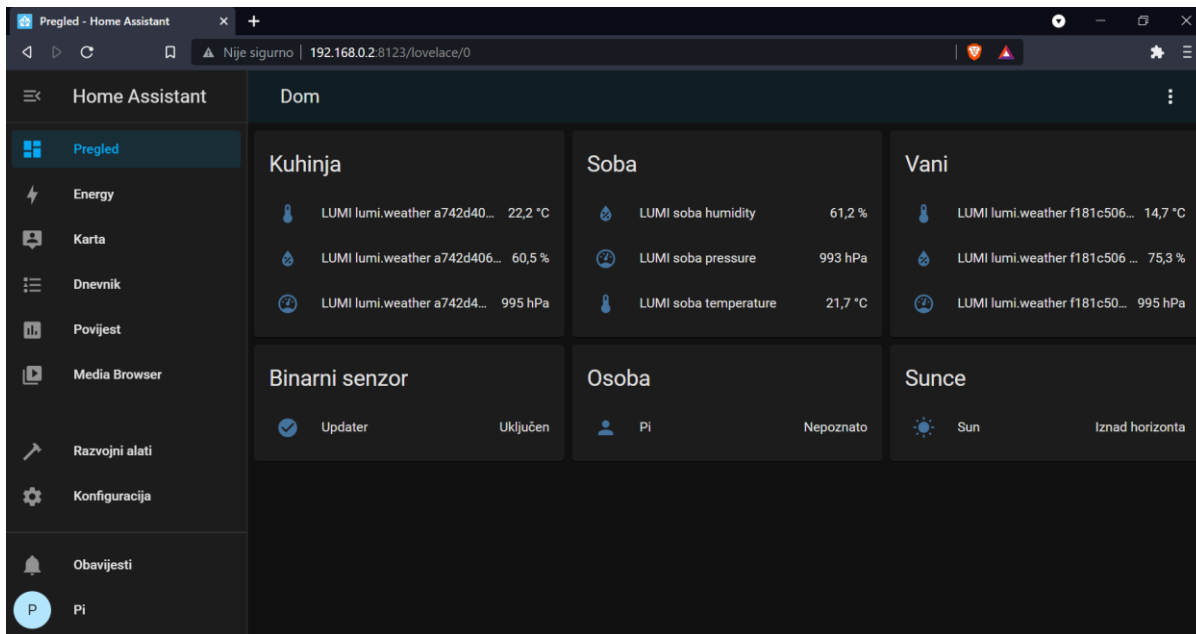 Pregled - Home Assistant
Nije sigurno | 192.168.0.2:8123/lovelace/0
Home Assistant
Dom
Pregled
Energy
Karta
Dnevnik
Povijest
Media Browser
Razvojni alati
Konfiguracija
Obavijesti
P Pi
Kuhinja
LUMI lumi.weather a742d40... 22,2 °C
LUMI lumi.weather a742d406... 60,5 %
LUMI lumi.weather a742d4... 995 hPa
Soba
LUMI soba humidity 61,2 %
LUMI soba pressure 993 hPa
LUMI soba temperature 21,7 °C
Vani
LUMI lumi.weather f181c506... 14,7 °C
LUMI lumi.weather f181c506 ... 75,3 %
LUMI lumi.weather f181c50... 995 hPa
Binarni senzor
Updater Uključen
Osoba
Pi Nepoznato
Sunce
Sun Iznad horizonta